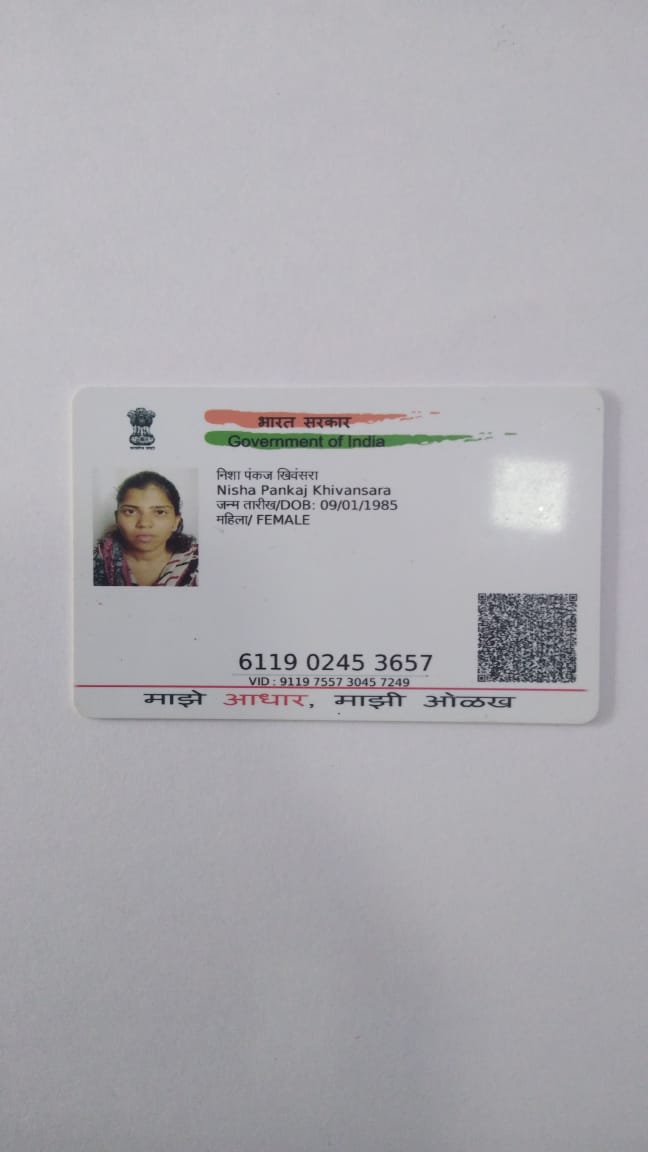 भारत सरकार
Government of India
निशा पंकज खिवंसरा
Nisha Pankaj Khivansara
जन्म तारीख/DOB: 09/01/1985
महिला/ FEMALE
6119 0245 3657
VID : 9119 7557 3045 7249
माझे आधार, माझी ओळख